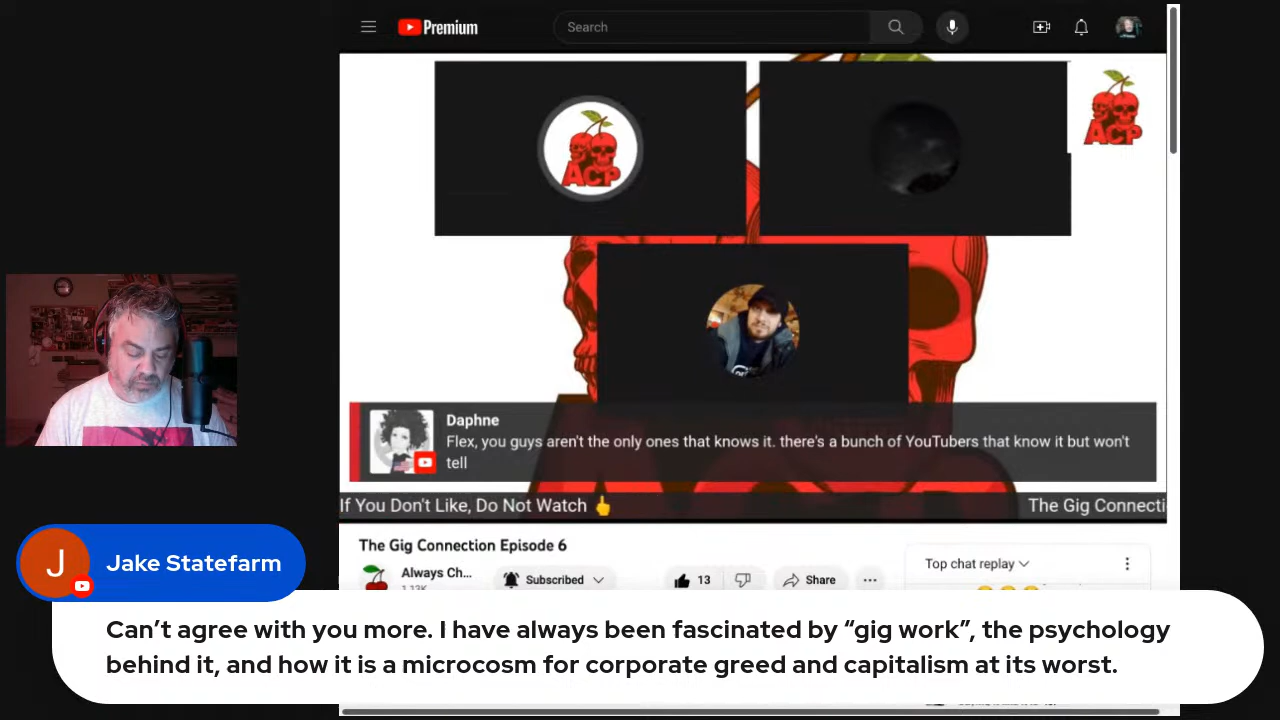 Premium
Search
ACP
ACP
Daphne
Flex, you guys aren't the only ones that knows it. there's a bunch of YouTubers that know it but won't
tell
If You Don't Like, Do Not Watch 👆
The Gig Connecti
The Gig Connection Episode 6
Always Ch...
Subscribed
13
Share
Top chat replay
Jake Statefarm
J
Can’t agree with you more. I have always been fascinated by “gig work”, the psychology
behind it, and how it is a microcosm for corporate greed and capitalism at its worst.